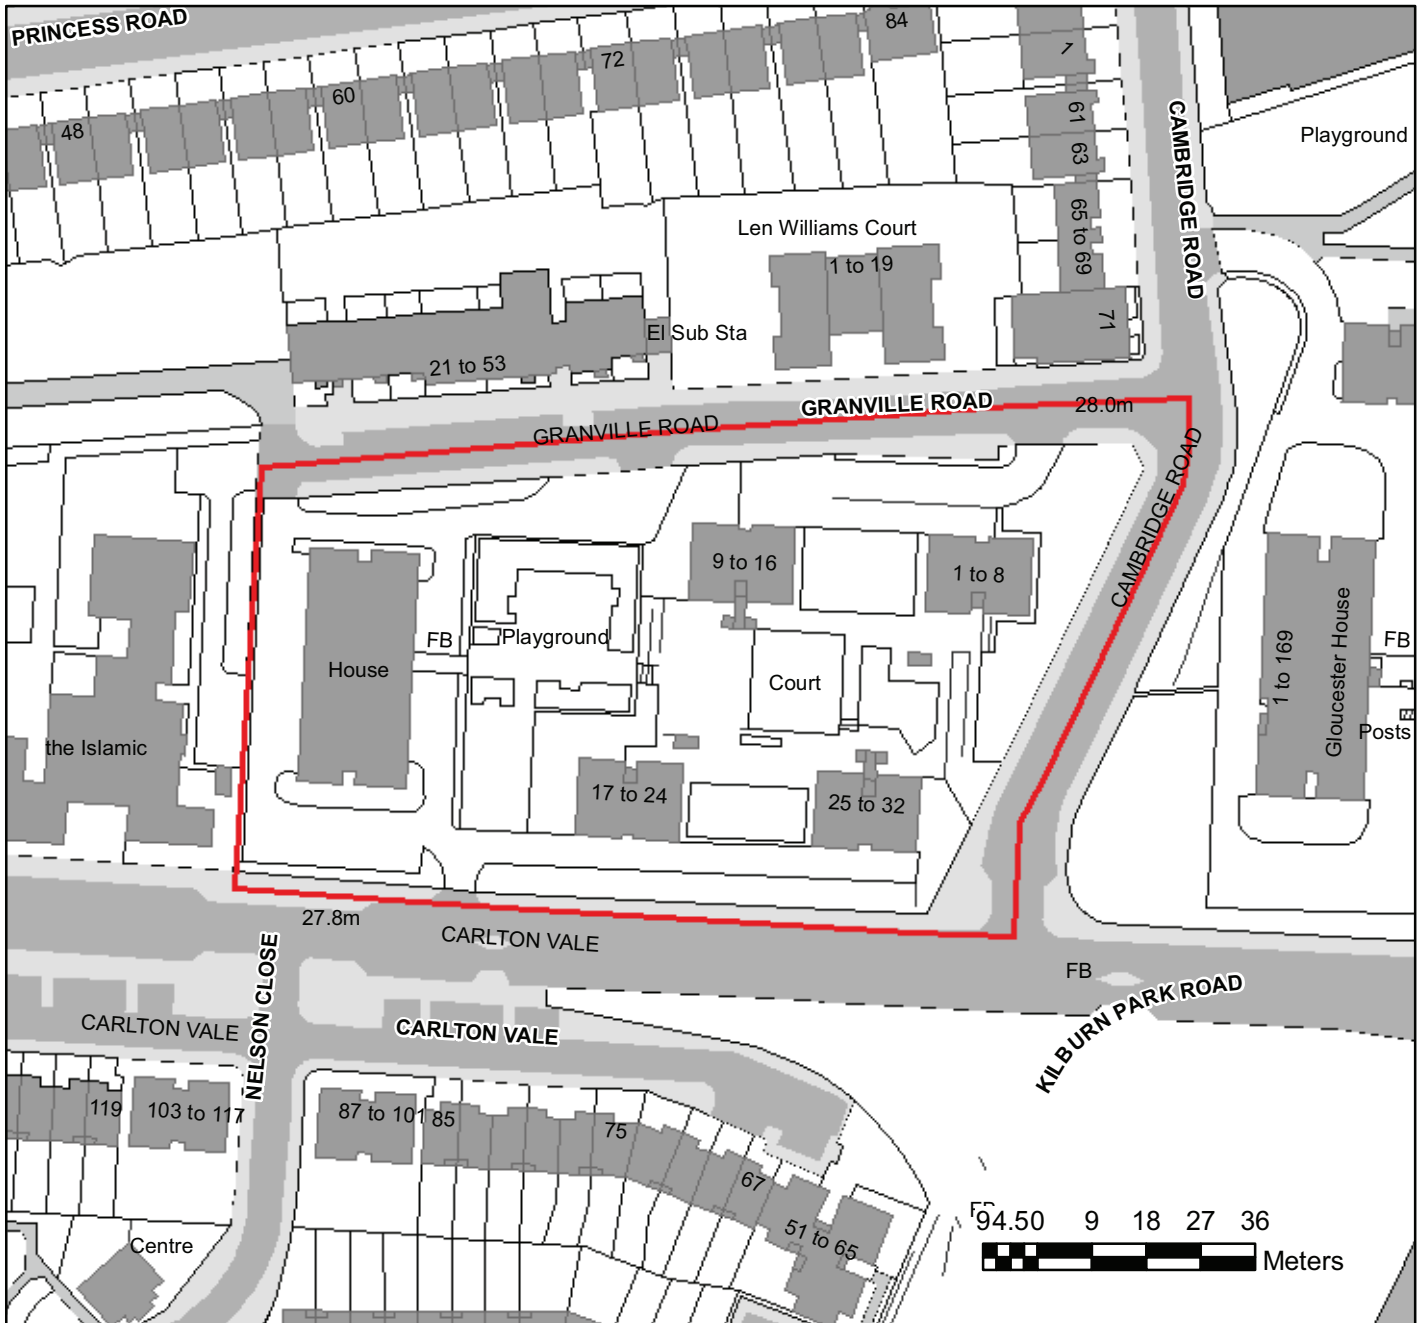 PRINCESS ROAD
84
72
60
48
1
61
63
65 to 69
71
CAMBRIDGE ROAD
Playground
Len Williams Court
1 to 19
El Sub Sta
21 to 53
GRANVILLE ROAD
GRANVILLE ROAD
28.0m
CAMBRIDGE ROAD
9 to 16
1 to 8
House
FB
Playground
Court
the Islamic
17 to 24
25 to 32
1 to 169
Gloucester House
FB
Posts
27.8m
CARLTON VALE
FB
KILBURN PARK ROAD
NELSON CLOSE
CARLTON VALE
CARLTON VALE
119
103 to 117
87 to 101
85
75
67
51 to 65
Centre
94.50 9 18 27 36
Meters